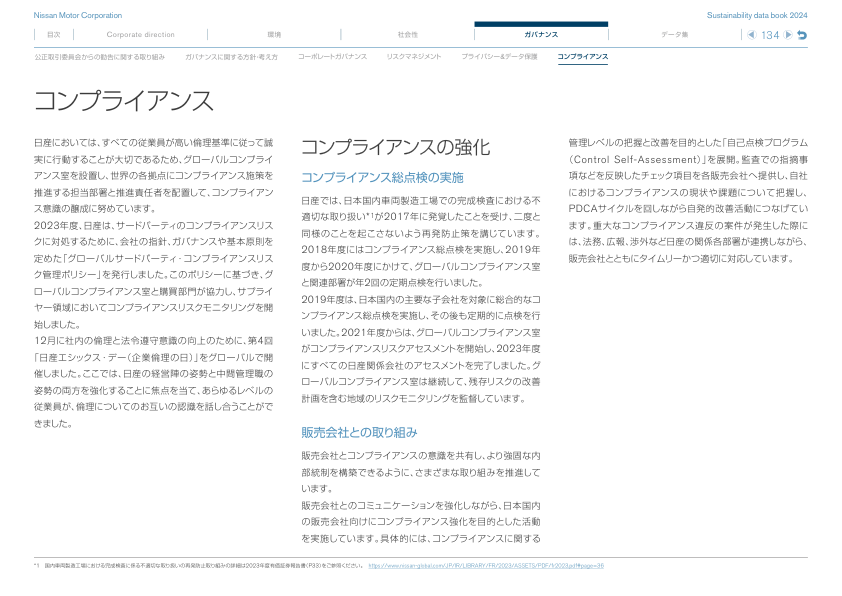 Nissan Motor Corporation
Sustainability data book 2024
目次
Corporate direction
環境
社会性
ガバナンス
データ集
134
公正取引委員会からの勧告に関する取り組み
ガバナンスに関する方針・考え方
コーポレートガバナンス
リスクマネジメント
プライバシー&データ保護
コンプライアンス
コンプライアンス
日産においては、すべての従業員が高い倫理基準に従って誠
実に行動することが大切であるため、グローバルコンプライ
アンス室を設置し、世界の各拠点にコンプライアンス施策を
推進する担当部署と推進責任者を配置して、コンプライアン
ス意識の醸成に努めています。
2023年度、日産は、サードパーティのコンプライアンスリス
クに対処するために、会社の指針、ガバナンスや基本原則を
定めた「グローバルサードパーティ・コンプライアンスリス
ク管理ポリシー」を発行しました。このポリシーに基づき、グ
ローバルコンプライアンス室と購買部門が協力し、サプライ
ヤー領域においてコンプライアンスリスクモニタリングを開
始しました。
12月に社内の倫理と法令遵守意識の向上のために、第4回
「日産エシックス・デー（企業倫理の日）」をグローバルで開
催しました。ここでは、日産の経営陣の姿勢と中間管理職の
姿勢の両方を強化することに焦点を当て、あらゆるレベルの
従業員が、倫理についてのお互いの認識を話し合うことがで
きました。
コンプライアンスの強化
コンプライアンス総点検の実施
日産では、日本国内車両製造工場での完成検査における不
適切な取り扱い*1が2017年に発覚したことを受け、二度と
同様のことを起こさないよう再発防止策を講じています。
2018年度にはコンプライアンス総点検を実施し、2019年
度から2020年度にかけて、グローバルコンプライアンス室
と関連部署が年2回の定期点検を行いました。
2019年度は、日本国内の主要な子会社を対象に総合的なコ
ンプライアンス総点検を実施し、その後も定期的に点検を行
いました。2021年度からは、グローバルコンプライアンス室
がコンプライアンスリスクアセスメントを開始し、2023年度
にすべての日産関係会社のアセスメントを完了しました。グ
ローバルコンプライアンス室は継続して、残存リスクの改善
計画を含む地域のリスクモニタリングを監督しています。
販売会社との取り組み
販売会社とコンプライアンスの意識を共有し、より強固な内
部統制を構築できるように、さまざまな取り組みを推進して
います。
販売会社とのコミュニケーションを強化しながら、日本国内
の販売会社向けにコンプライアンス強化を目的とした活動
を実施しています。具体的には、コンプライアンスに関する
管理レベルの把握と改善を目的とした「自己点検プログラム
（Control Self-Assessment）」を展開。監査での指摘事
項などを反映したチェック項目を各販売会社へ提供し、自社
におけるコンプライアンスの現状や課題について把握し、
PDCAサイクルを回しながら自発的改善活動につなげてい
ます。重大なコンプライアンス違反の案件が発生した際に
は、法務、広報、渉外など日産の関係各部署が連携しながら、
販売会社とともにタイムリーかつ適切に対応しています。
*1 国内車両製造工場における完成検査に係る不適切な取り扱いの再発防止取り組みの詳細は2023年度有価証券報告書（P33）をご参照ください。 https://www.nissan-global.com/JP/IR/LIBRARY/FR/2023/ASSETS/PDF/fr2023.pdf#page=36